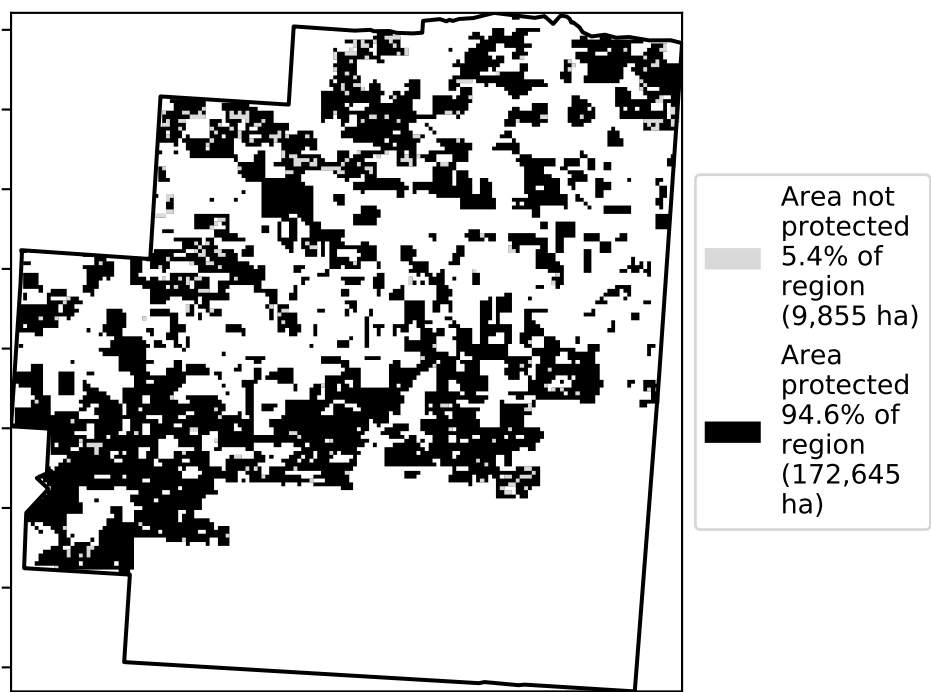 Area not
protected
5.4% of
region
(9,855 ha)
Area
protected
94.6% of
region
(172,645
ha)